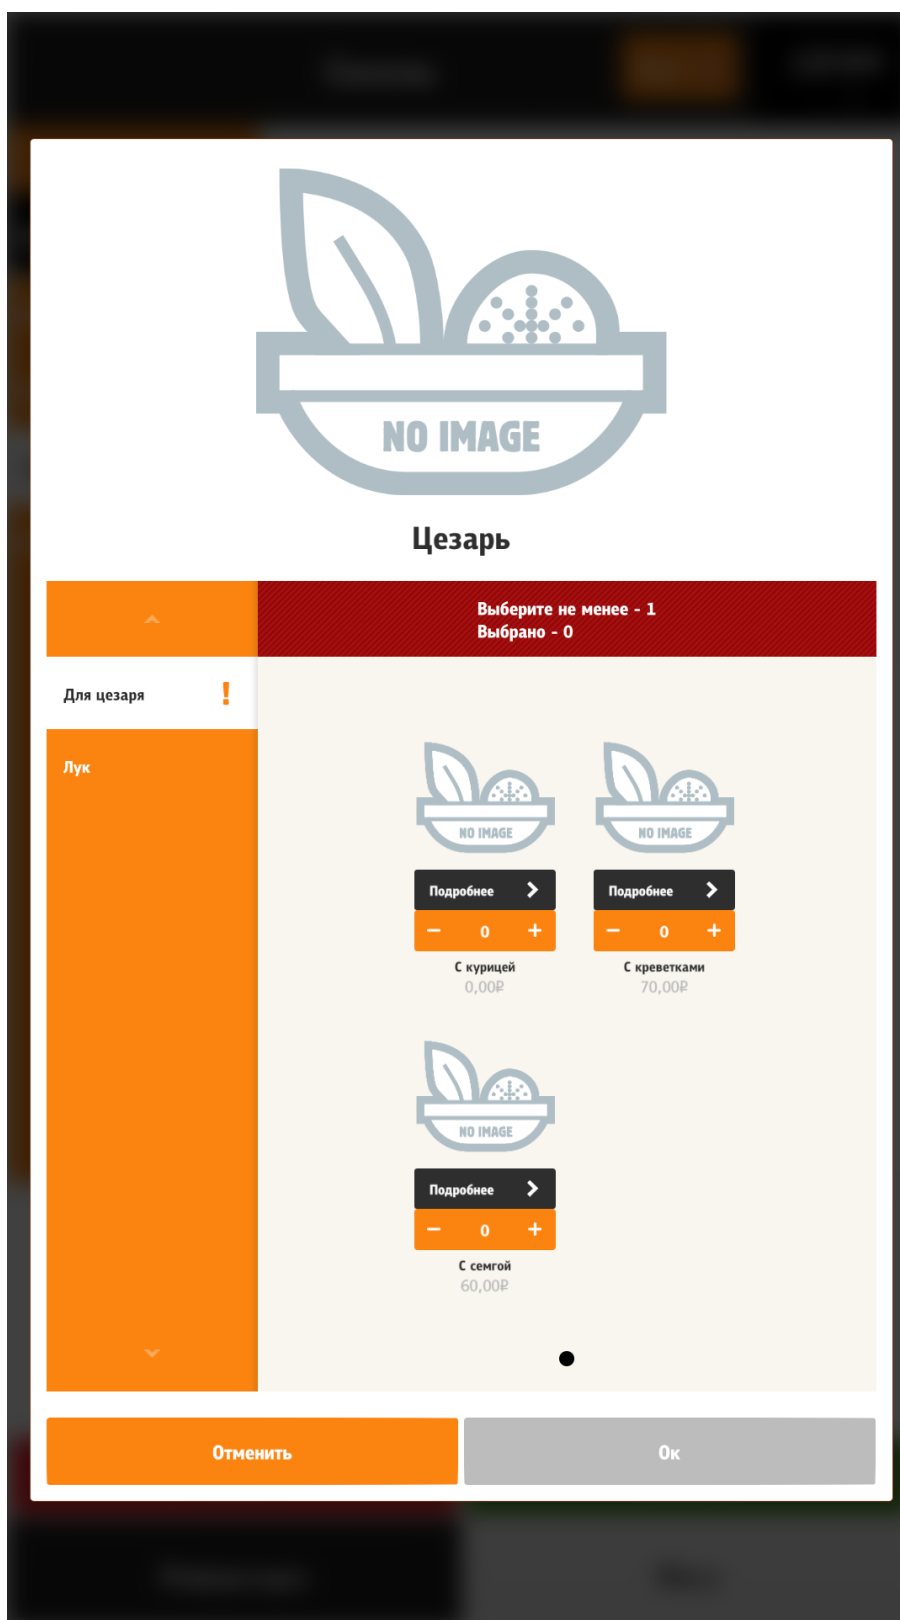 NO IMAGE
Цезарь
Выберите не менее - 1
Выбрано - 0
Для цезаря !
Лук
NO IMAGE NO IMAGE
Подробнее Подробнее
− 0 + − 0 +
С курицей С креветками
0,00₽ 70,00₽
NO IMAGE
Подробнее
− 0 +
С семгой
60,00₽
Отменить Ок